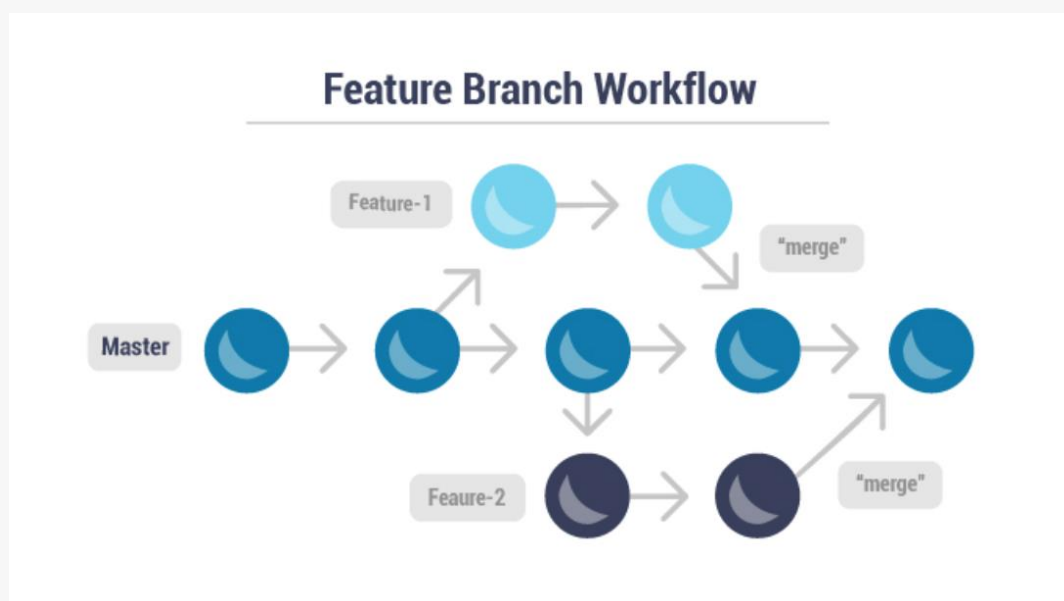 Feature Branch Workflow
Feature-1
“merge”
Master
Feaure-2
“merge”